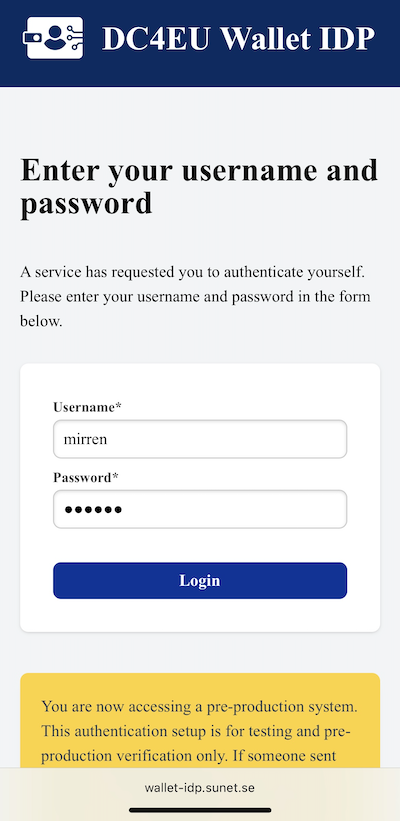 DC4EU Wallet IDP
Enter your username and
password
A service has requested you to authenticate yourself.
Please enter your username and password in the form
below.
Username*
mirren
Password*
••••••
Login
You are now accessing a pre-production system.
This authentication setup is for testing and pre-
production verification only. If someone sent
wallet-idp.sunet.se